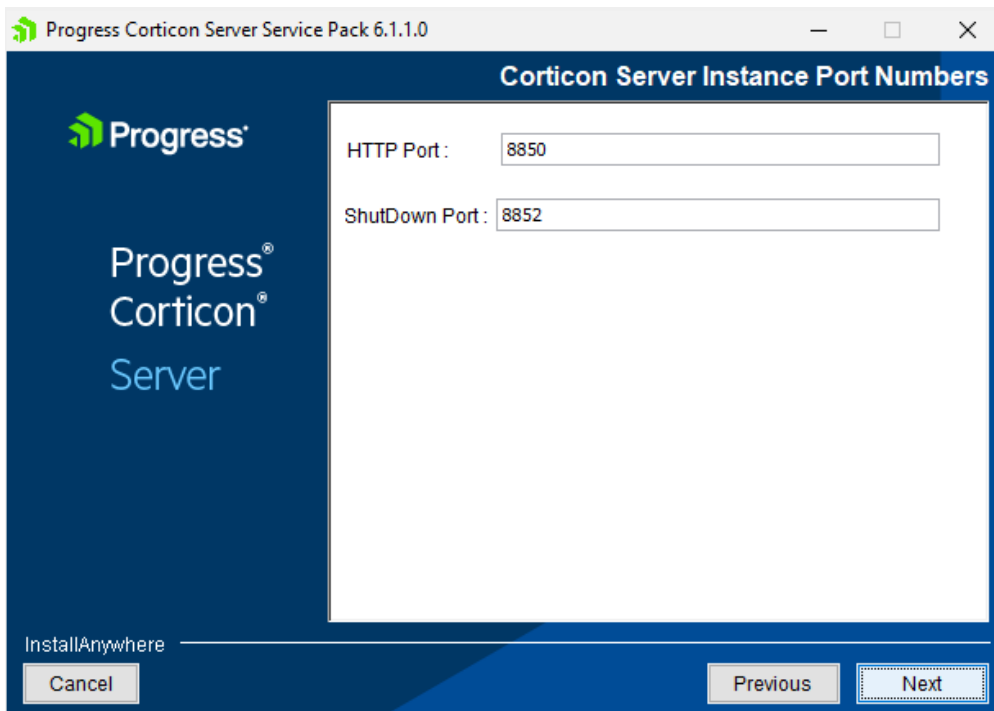 Progress Corticon Server Service Pack 6.1.1.0
Corticon Server Instance Port Numbers
Progress®
HTTP Port : 8850
ShutDown Port : 8852
Progress®
Corticon®
Server
InstallAnywhere
Cancel Previous Next